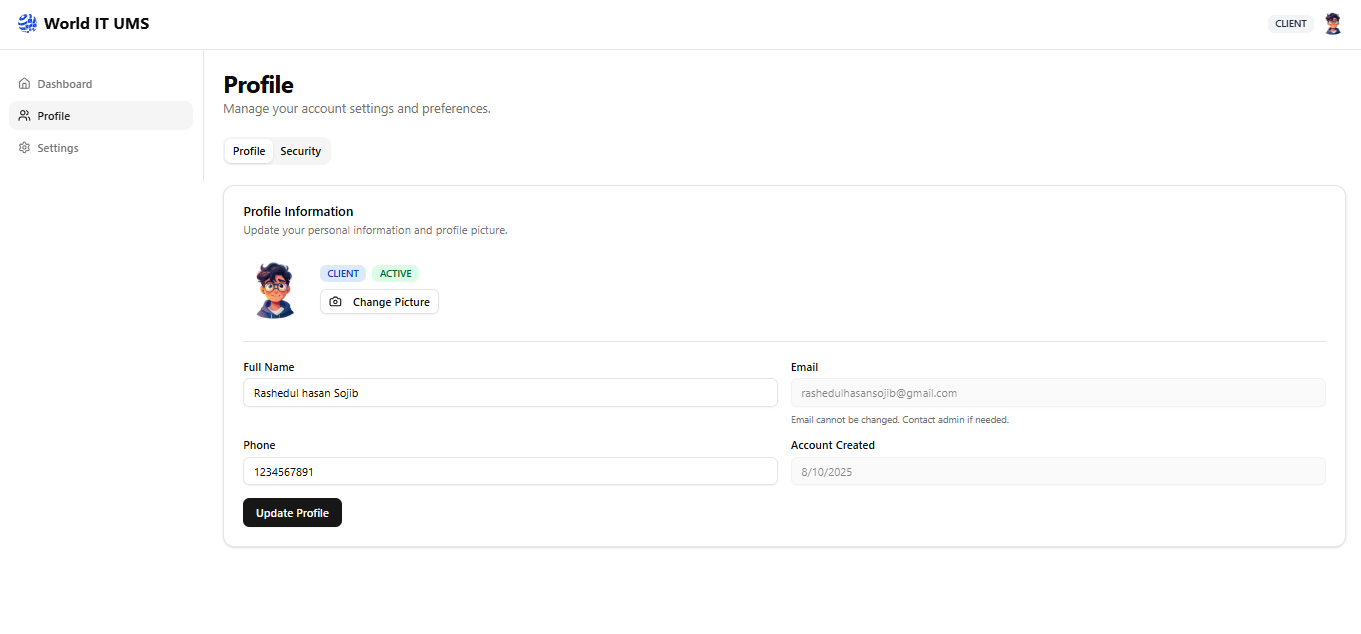 World IT UMS
CLIENT
Dashboard
Profile
Settings
Profile
Manage your account settings and preferences.
Profile Security
Profile Information
Update your personal information and profile picture.
CLIENT ACTIVE
Change Picture
Full Name
Rashedul hasan Sojib
Email
rashedulhasansojib@gmail.com
Email cannot be changed. Contact admin if needed.
Phone
1234567891
Account Created
8/10/2025
Update Profile